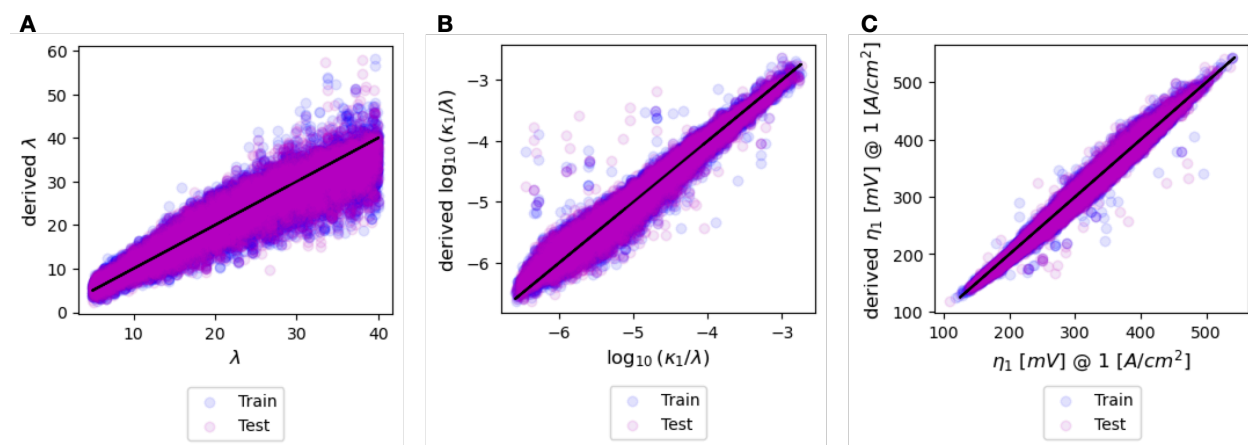 A
derived λ
60
50
40
30
20
10
0
10
20
30
40
λ
Train
Test
B
derived log₁₀ (κ₁/λ)
−3
−4
−5
−6
−6
−5
−4
−3
log₁₀ (κ₁/λ)
Train
Test
C
derived η₁ [mV] @ 1 [A/cm²]
500
400
300
200
100
100
200
300
400
500
η₁ [mV] @ 1 [A/cm²]
Train
Test